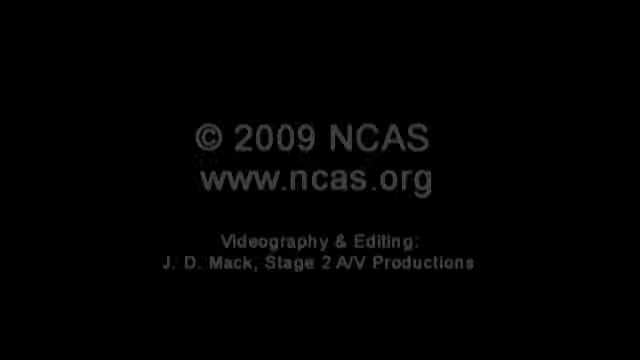 © 2009 NCAS
www.ncas.org
Videography & Editing:
J. D. Mack, Stage 2 A/V Productions